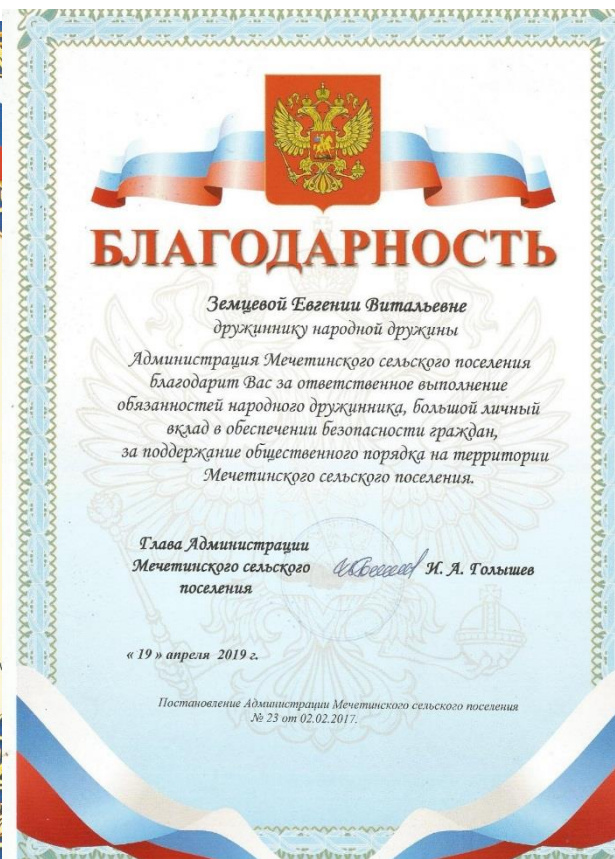 БЛАГОДАРНОСТЬ
Земцевой Евгении Витальевне
дружиннику народной дружины
Администрация Мечетинского сельского поселения
благодарит Вас за ответственное выполнение
обязанностей народного дружинника, большой личный
вклад в обеспечении безопасности граждан,
за поддержание общественного порядка на территории
Мечетинского сельского поселения.
Глава Администрации
Мечетинского сельского
поселения
И. А. Голышев
« 19 » апреля 2019 г.
Постановление Администрации Мечетинского сельского поселения
№ 23 от 02.02.2017.